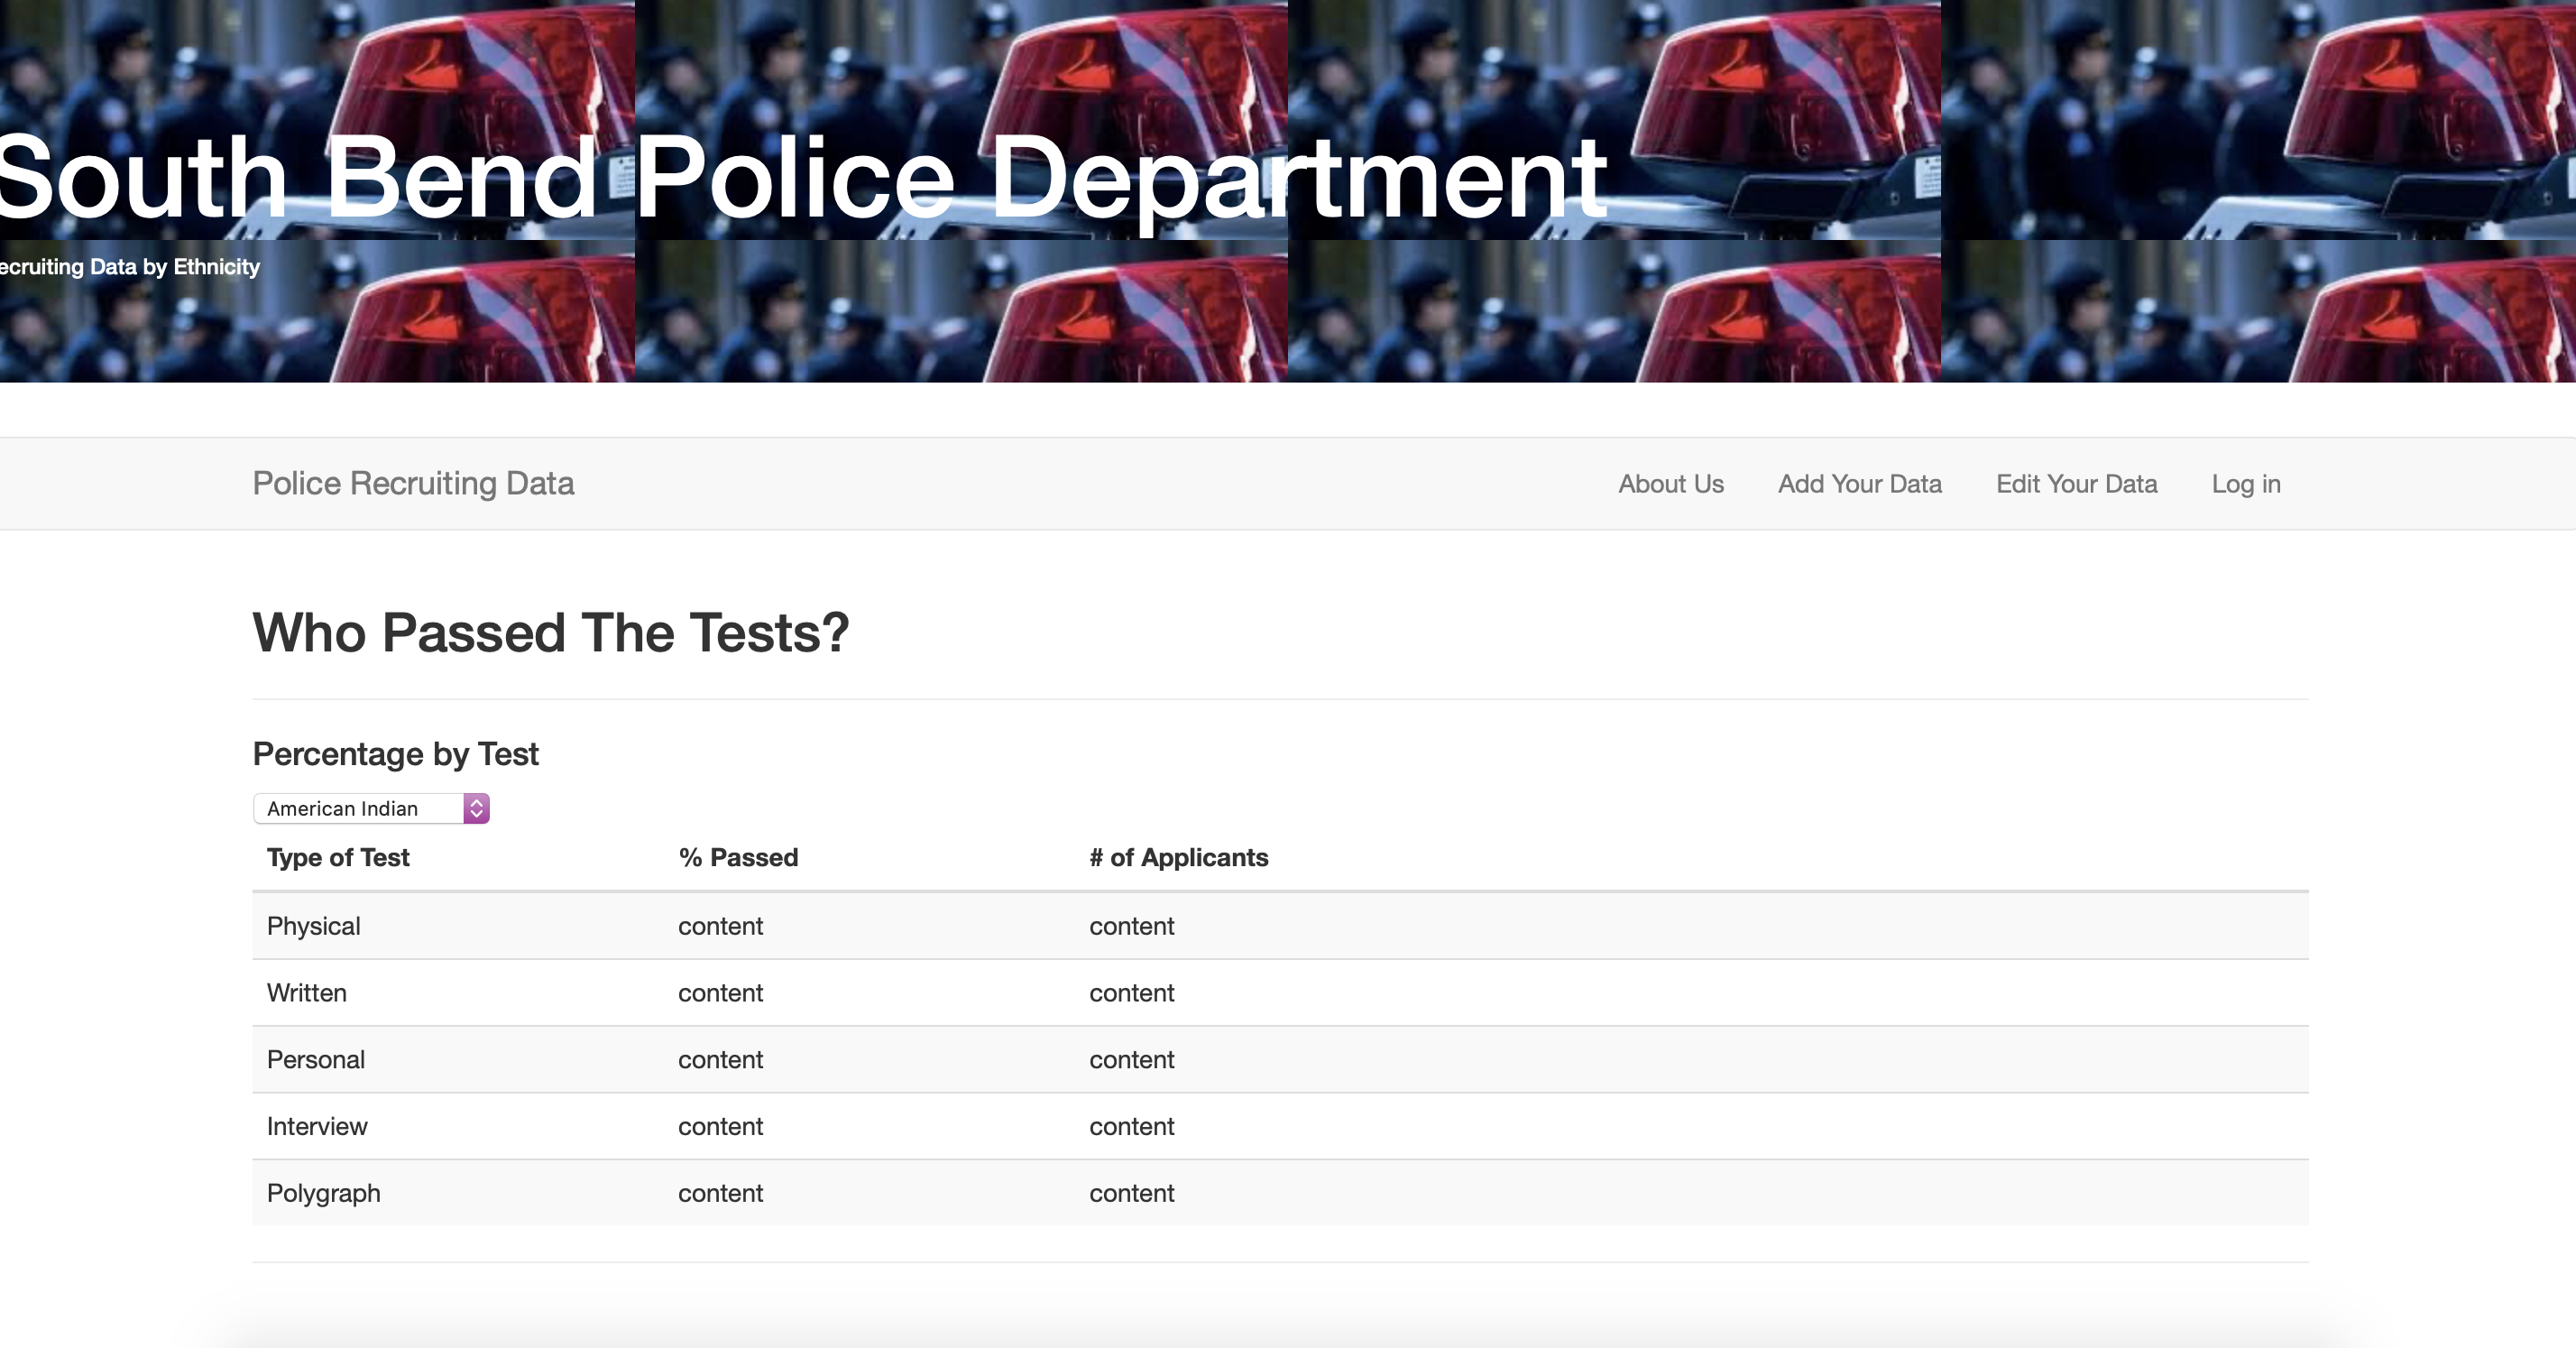 South Bend Police Department
ecruiting Data by Ethnicity
Police Recruiting Data About Us Add Your Data Edit Your Data Log in
Who Passed The Tests?
Percentage by Test
American Indian
Type of Test % Passed # of Applicants
Physical content content
Written content content
Personal content content
Interview content content
Polygraph content content